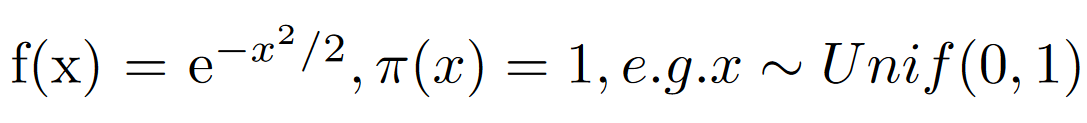 f(x) = e^{-x^2/2}, π(x) = 1, e.g.x ∼ Unif(0, 1)